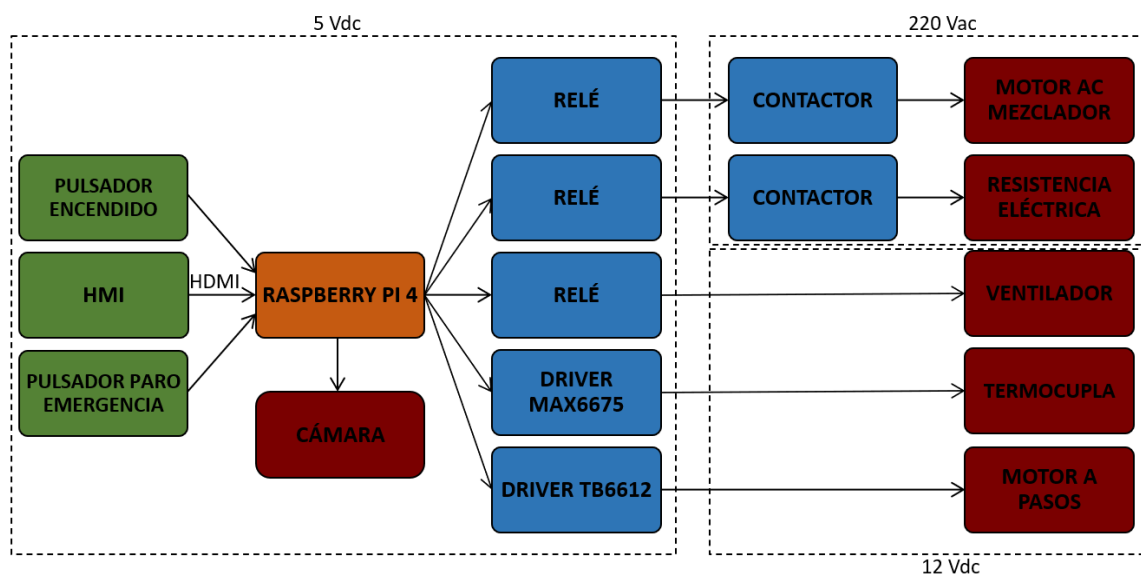 5 Vdc
220 Vac
RELÉ
CONTACTOR
MOTOR AC
MEZCLADOR
PULSADOR
ENCENDIDO
RELÉ
CONTACTOR
RESISTENCIA
ELÉCTRICA
HMI
HDMI
RASPBERRY PI 4
RELÉ
VENTILADOR
PULSADOR PARO
EMERGENCIA
CÁMARA
DRIVER
MAX6675
TERMOCUPLA
DRIVER TB6612
MOTOR A
PASOS
12 Vdc